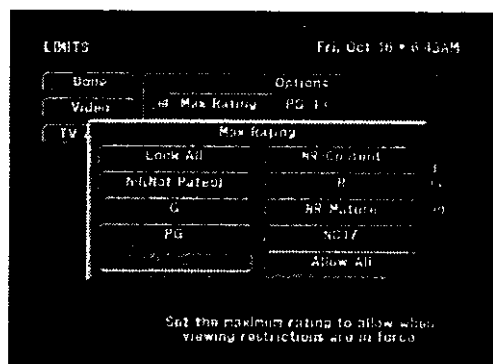 LIMITS Fri, Oct 16 6:43AM
Done Options
Video Max Rating PG-13
TV
Max Rating
Lock All NR-Content
NR(Not Rated) R
G NR-Mature
PG NC17
Allow All
Set the maximum rating to allow when
viewing restrictions are in force